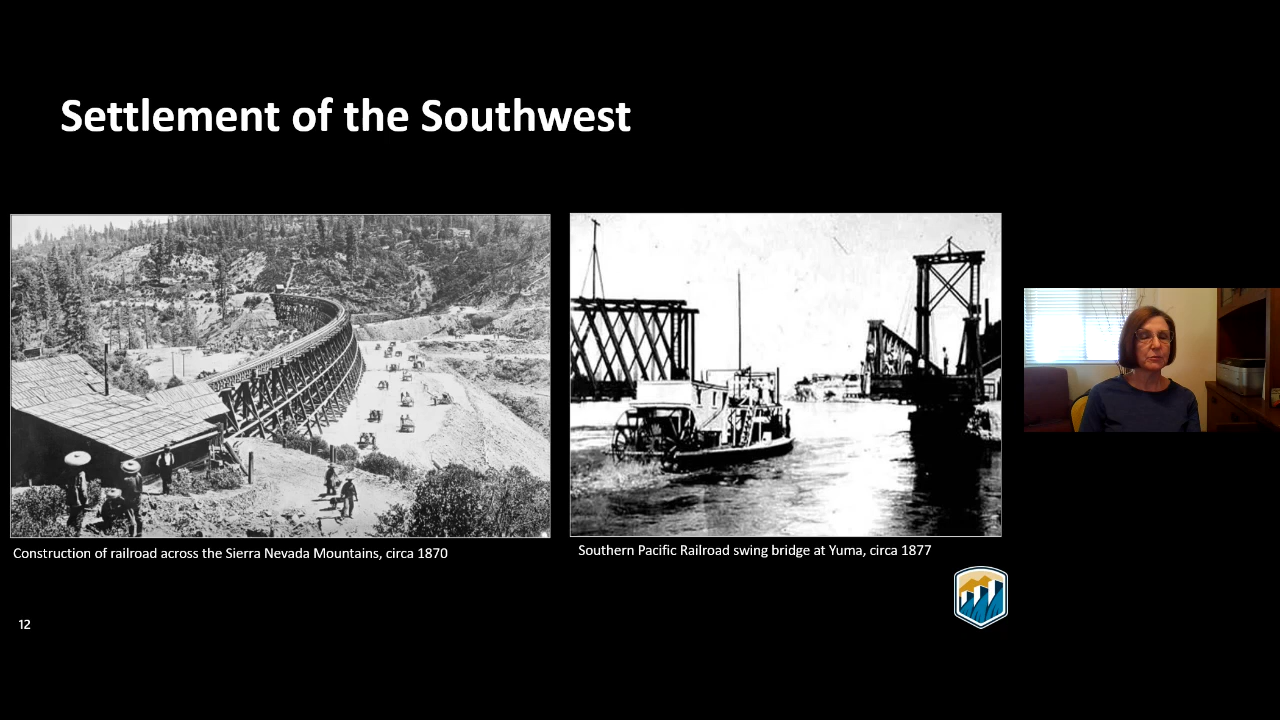 Settlement of the Southwest
Construction of railroad across the Sierra Nevada Mountains, circa 1870
Southern Pacific Railroad swing bridge at Yuma, circa 1877
12